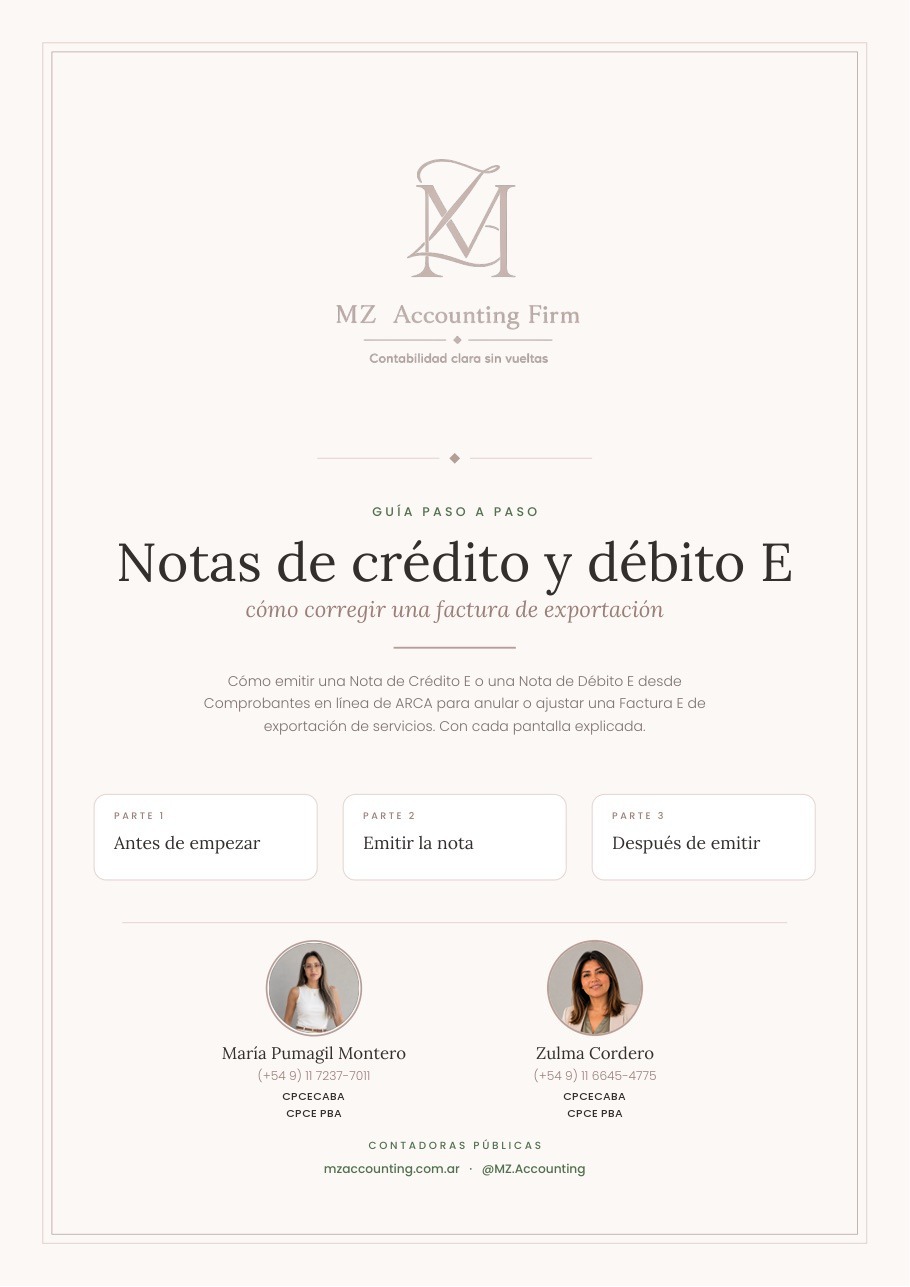 MZ Accounting Firm
Contabilidad clara sin vueltas
GUÍA PASO A PASO
Notas de crédito y débito E
cómo corregir una factura de exportación
Cómo emitir una Nota de Crédito E o una Nota de Débito E desde
Comprobantes en línea de ARCA para anular o ajustar una Factura E de
exportación de servicios. Con cada pantalla explicada.
PARTE 1
Antes de empezar
PARTE 2
Emitir la nota
PARTE 3
Después de emitir
María Pumagil Montero
(+54 9) 11 7237-7011
CPCECABA
CPCE PBA
Zulma Cordero
(+54 9) 11 6645-4775
CPCECABA
CPCE PBA
CONTADORAS PÚBLICAS
mzaccounting.com.ar · @MZ.Accounting